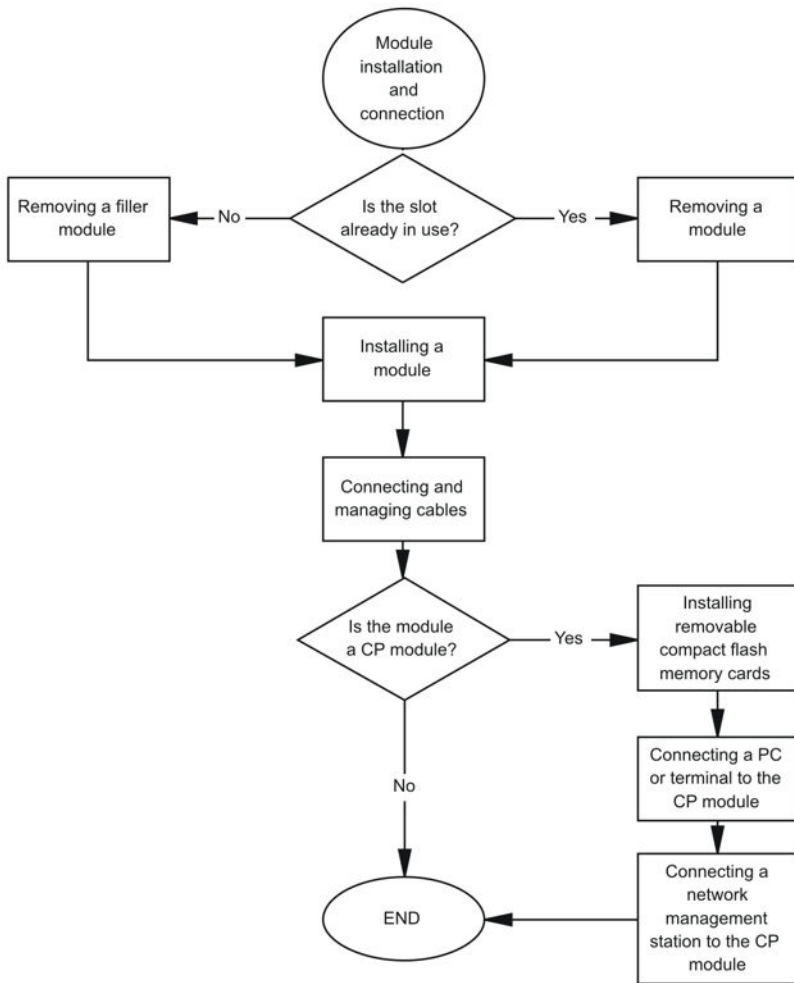 Module
installation
and
connection
Removing a filler
module
No
Is the slot
already in use?
Yes
Removing a
module
Installing a
module
Connecting and
managing cables
Is the module
a CP module?
Yes
Installing
removable
compact flash
memory cards
No
Connecting a PC
or terminal to the
CP module
END
Connecting a
network
management
station to the CP
module